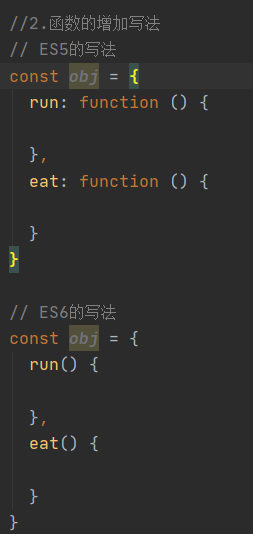 //2.函数的增加写法
// ES5的写法
const obj = {
  run: function () {

  },
  eat: function () {

  }
}

// ES6的写法
const obj = {
  run() {

  },
  eat() {

  }
}